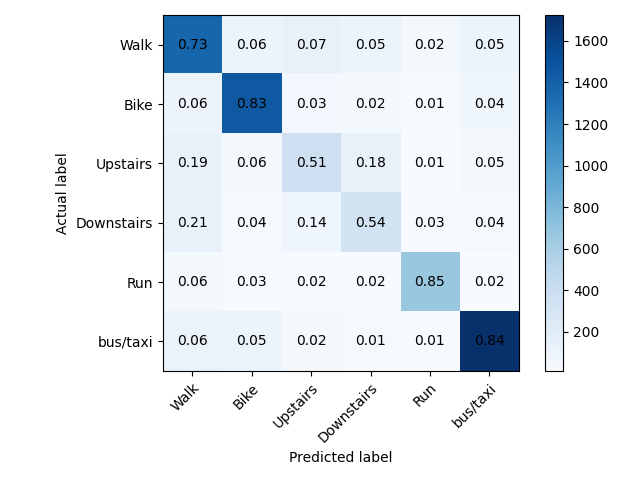 Walk 0.73 0.06 0.07 0.05 0.02 0.05
Bike 0.06 0.83 0.03 0.02 0.01 0.04
Upstairs 0.19 0.06 0.51 0.18 0.01 0.05
Downstairs 0.21 0.04 0.14 0.54 0.03 0.04
Run 0.06 0.03 0.02 0.02 0.85 0.02
bus/taxi 0.06 0.05 0.02 0.01 0.01 0.84
Walk Bike Upstairs Downstairs Run bus/taxi
Predicted label
Actual label
1600
1400
1200
1000
800
600
400
200